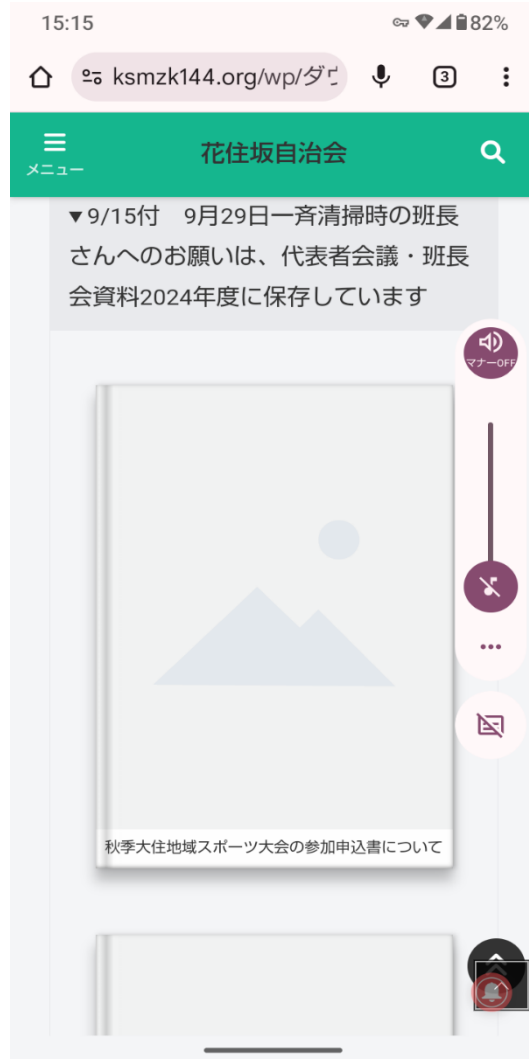 15:15
82%
ksmzk144.org/wp/ダウ
3
メニュー
花住坂自治会
▼9/15付　9月29日一斉清掃時の班長
さんへのお願いは、代表者会議・班長
会資料2024年度に保存しています
マナーOFF
秋季大住地域スポーツ大会の参加申込書について